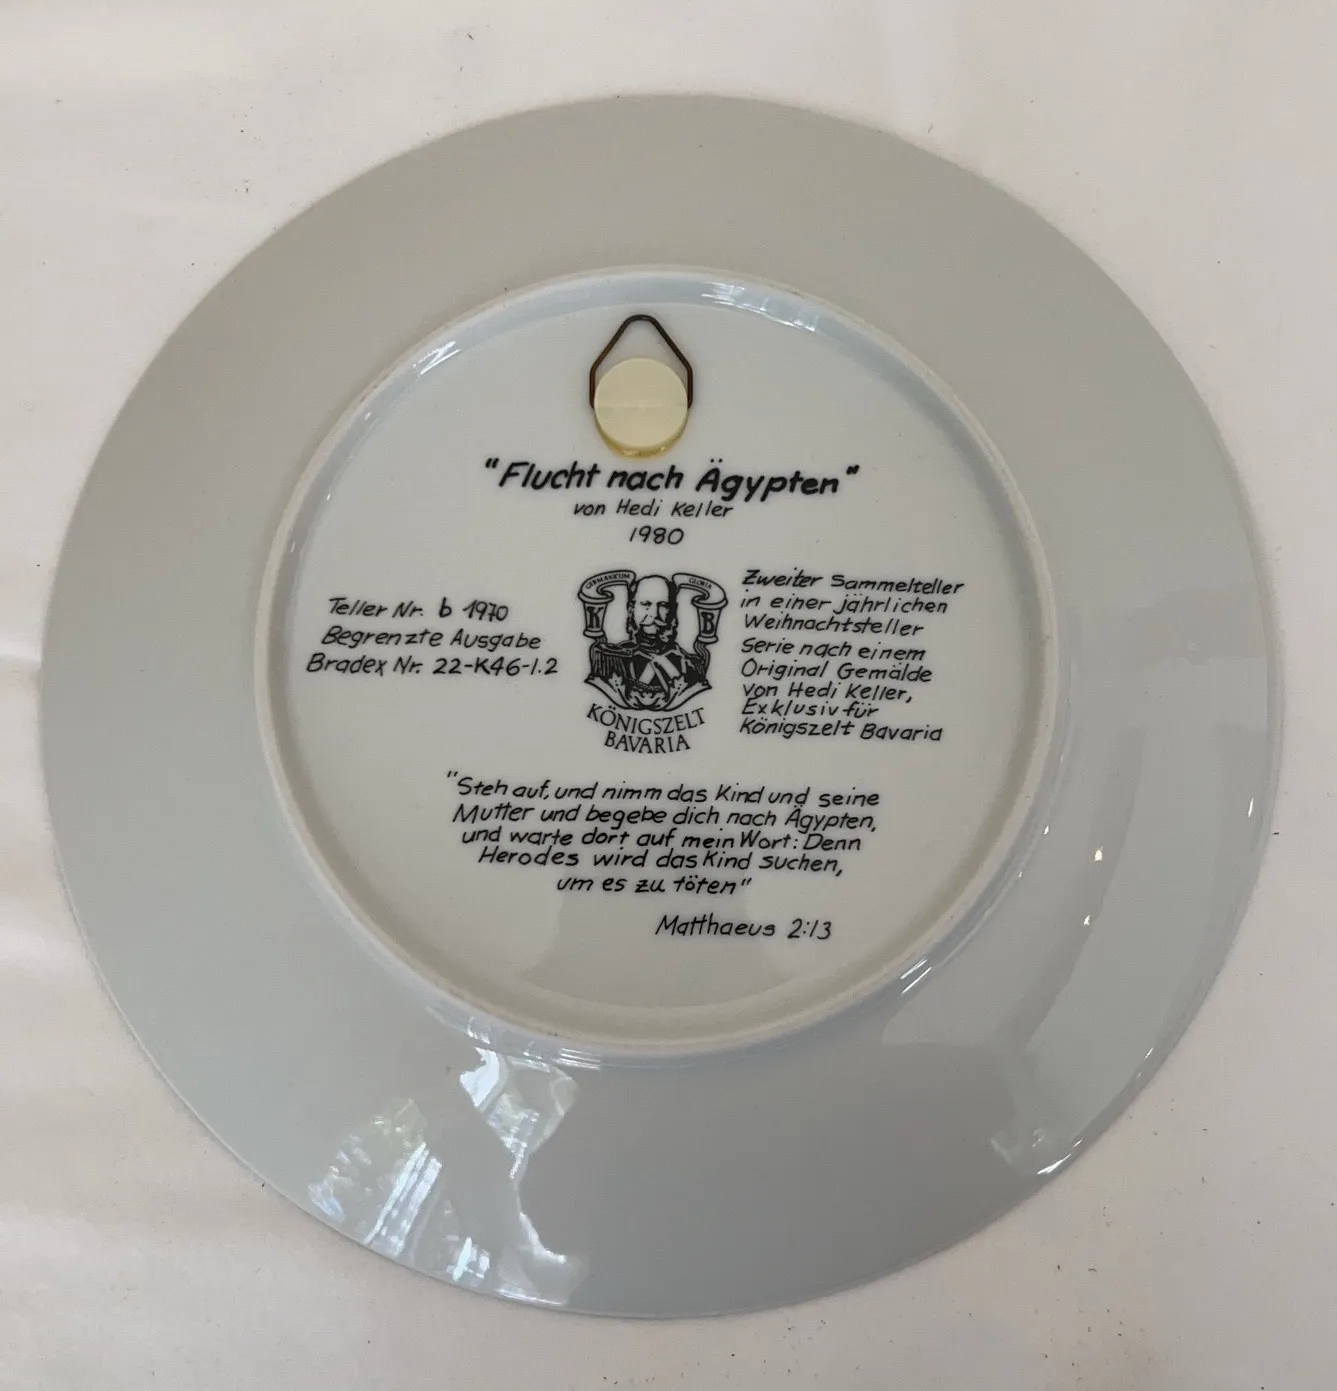 "Flucht nach Ägypten"
von Hedi Keller
1980
Teller Nr. b 1970
Begrenzte Ausgabe
Bradex Nr. 22-K46-1.2
GERMANICUM GLORIA
K B
KÖNIGSZELT
BAVARIA
Zweiter Sammelteller
in einer jährlichen
Weihnachtsteller
Serie nach einem
Original Gemälde
von Hedi Keller,
Exklusiv für
Königszelt Bavaria
"Steh auf, und nimm das Kind und seine
Mutter und begebe dich nach Ägypten,
und warte dort auf mein Wort: Denn
Herodes wird das Kind suchen,
um es zu töten"
Matthaeus 2:13